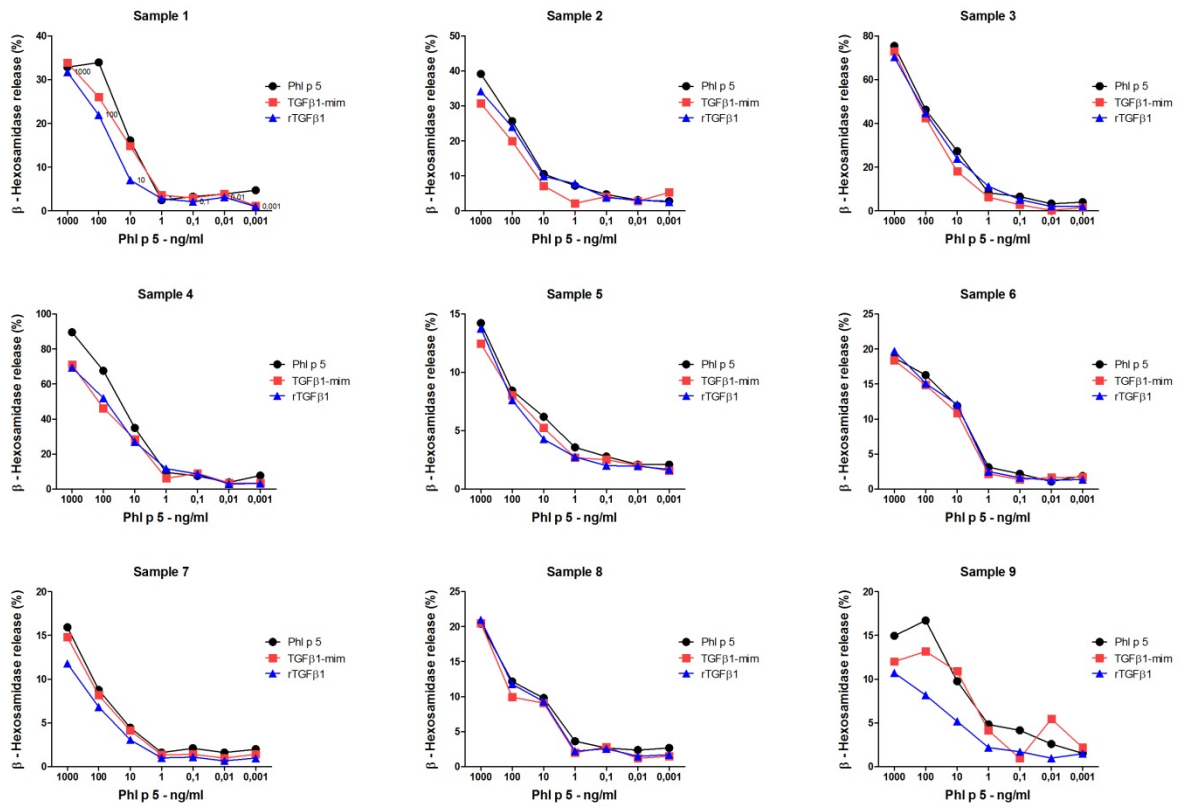 Sample 1
β - Hexosamidase release (%)
40
30
20
10
0
1000
100
10
0,1
0,01
0,001
1000
100
10
1
0,1
0,01
0,001
Phl p 5 - ng/ml
Phl p 5
TGFβ1-mim
rTGFβ1
Sample 2
β - Hexosamidase release (%)
50
40
30
20
10
0
1000
100
10
1
0,1
0,01
0,001
Phl p 5 - ng/ml
Phl p 5
TGFβ1-mim
rTGFβ1
Sample 3
β - Hexosamidase release (%)
80
60
40
20
0
1000
100
10
1
0,1
0,01
0,001
Phl p 5 - ng/ml
Phl p 5
TGFβ1-mim
rTGFβ1
Sample 4
β - Hexosamidase release (%)
100
80
60
40
20
0
1000
100
10
1
0,1
0,01
0,001
Phl p 5 - ng/ml
Phl p 5
TGFβ1-mim
rTGFβ1
Sample 5
β - Hexosamidase release (%)
15
10
5
0
1000
100
10
1
0,1
0,01
0,001
Phl p 5 - ng/ml
Phl p 5
TGFβ1-mim
rTGFβ1
Sample 6
β - Hexosamidase release (%)
25
20
15
10
5
0
1000
100
10
1
0,1
0,01
0,001
Phl p 5 - ng/ml
Phl p 5
TGFβ1-mim
rTGFβ1
Sample 7
β - Hexosamidase release (%)
20
15
10
5
0
1000
100
10
1
0,1
0,01
0,001
Phl p 5 - ng/ml
Phl p 5
TGFβ1-mim
rTGFβ1
Sample 8
β - Hexosamidase release (%)
25
20
15
10
5
0
1000
100
10
1
0,1
0,01
0,001
Phl p 5 - ng/ml
Phl p 5
TGFβ1-mim
rTGFβ1
Sample 9
β - Hexosamidase release (%)
20
15
10
5
0
1000
100
10
1
0,1
0,01
0,001
Phl p 5 - ng/ml
Phl p 5
TGFβ1-mim
rTGFβ1